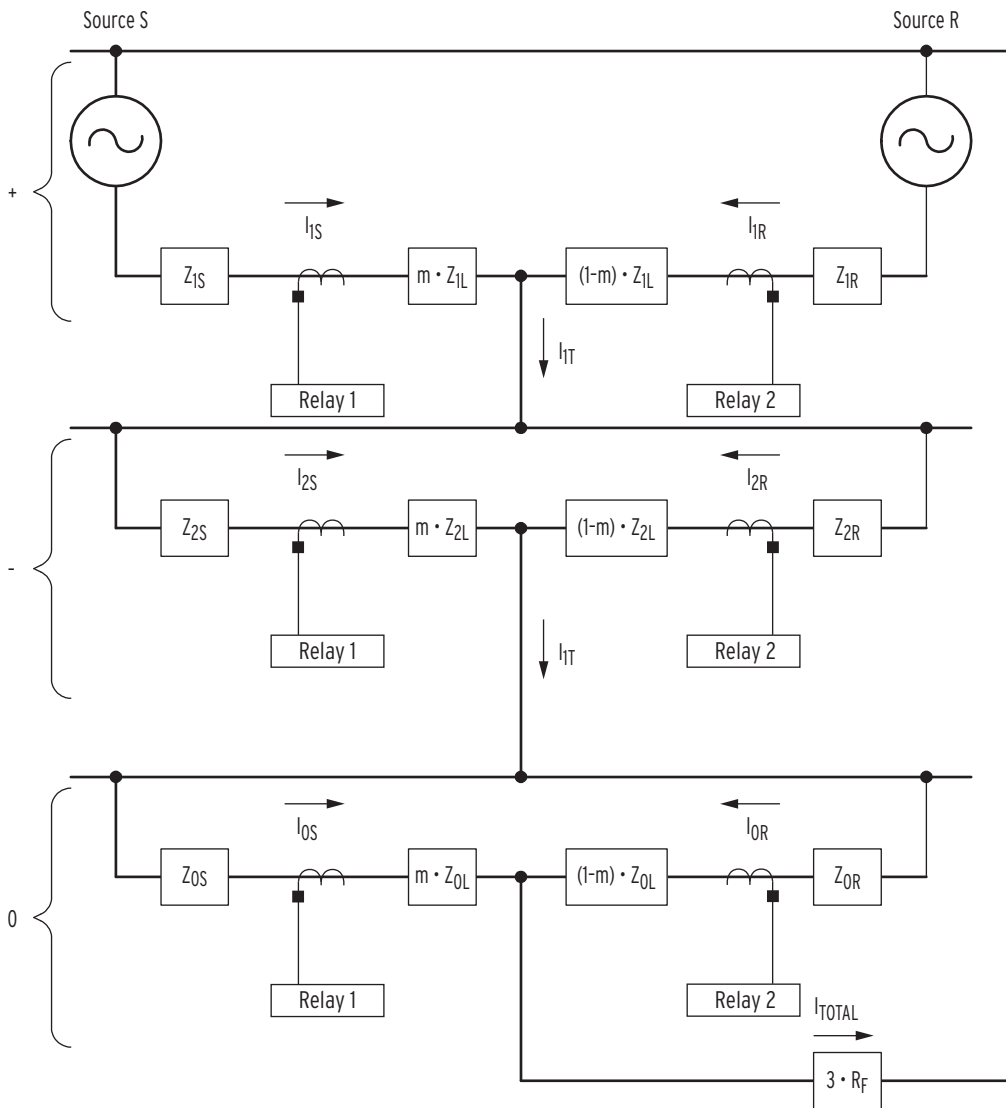 Source S
Source R
+
I1S
I1R
Z1S
m · Z1L
(1-m) · Z1L
Z1R
I1T
Relay 1
Relay 2
I2S
I2R
Z2S
m · Z2L
(1-m) · Z2L
Z2R
-
Relay 1
I1T
Relay 2
I0S
I0R
Z0S
m · Z0L
(1-m) · Z0L
Z0R
0
Relay 1
Relay 2
ITOTAL
3 · RF